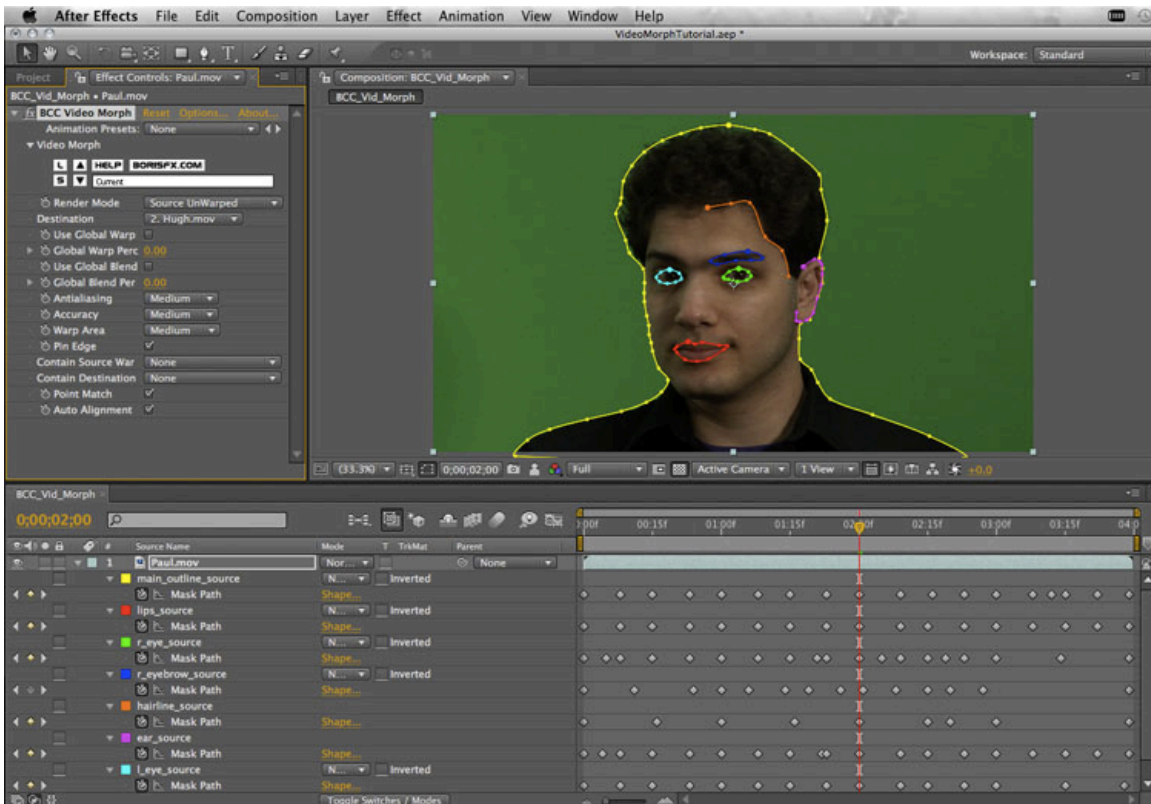 After Effects File Edit Composition Layer Effect Animation View Window Help
VideoMorphTutorial.aep *
Workspace: Standard
Project Effect Controls: Paul.mov
Composition: BCC_Vid_Morph
BCC_Vid_Morph • Paul.mov
BCC_Vid_Morph
fx BCC Video Morph Reset Options... About...
Animation Presets: None
Video Morph
L HELP BORISFX.COM
S Current
Render Mode Source UnWarped
Destination 2. Hugh.mov
Use Global Warp
Global Warp Perc 0.00
Use Global Blend
Global Blend Per 0.00
Antialiasing Medium
Accuracy Medium
Warp Area Medium
Pin Edge
Contain Source War None
Contain Destination None
Point Match
Auto Alignment
(33.3%) 0;00;02;00 Full Active Camera 1 View +0.0
BCC_Vid_Morph
0;00;02;00
):00f 00:15f 01:00f 01:15f 02:00f 02:15f 03:00f 03:15f 04:0
# Source Name Mode T TrkMat Parent
1 Paul.mov Nor... None
main_outline_source N... Inverted
Mask Path Shape...
lips_source N... Inverted
Mask Path Shape...
r_eye_source N... Inverted
Mask Path Shape...
r_eyebrow_source N... Inverted
Mask Path Shape...
hairline_source
Mask Path Shape...
ear_source
Mask Path Shape...
l_eye_source N... Inverted
Mask Path Shape...
Toggle Switches / Modes